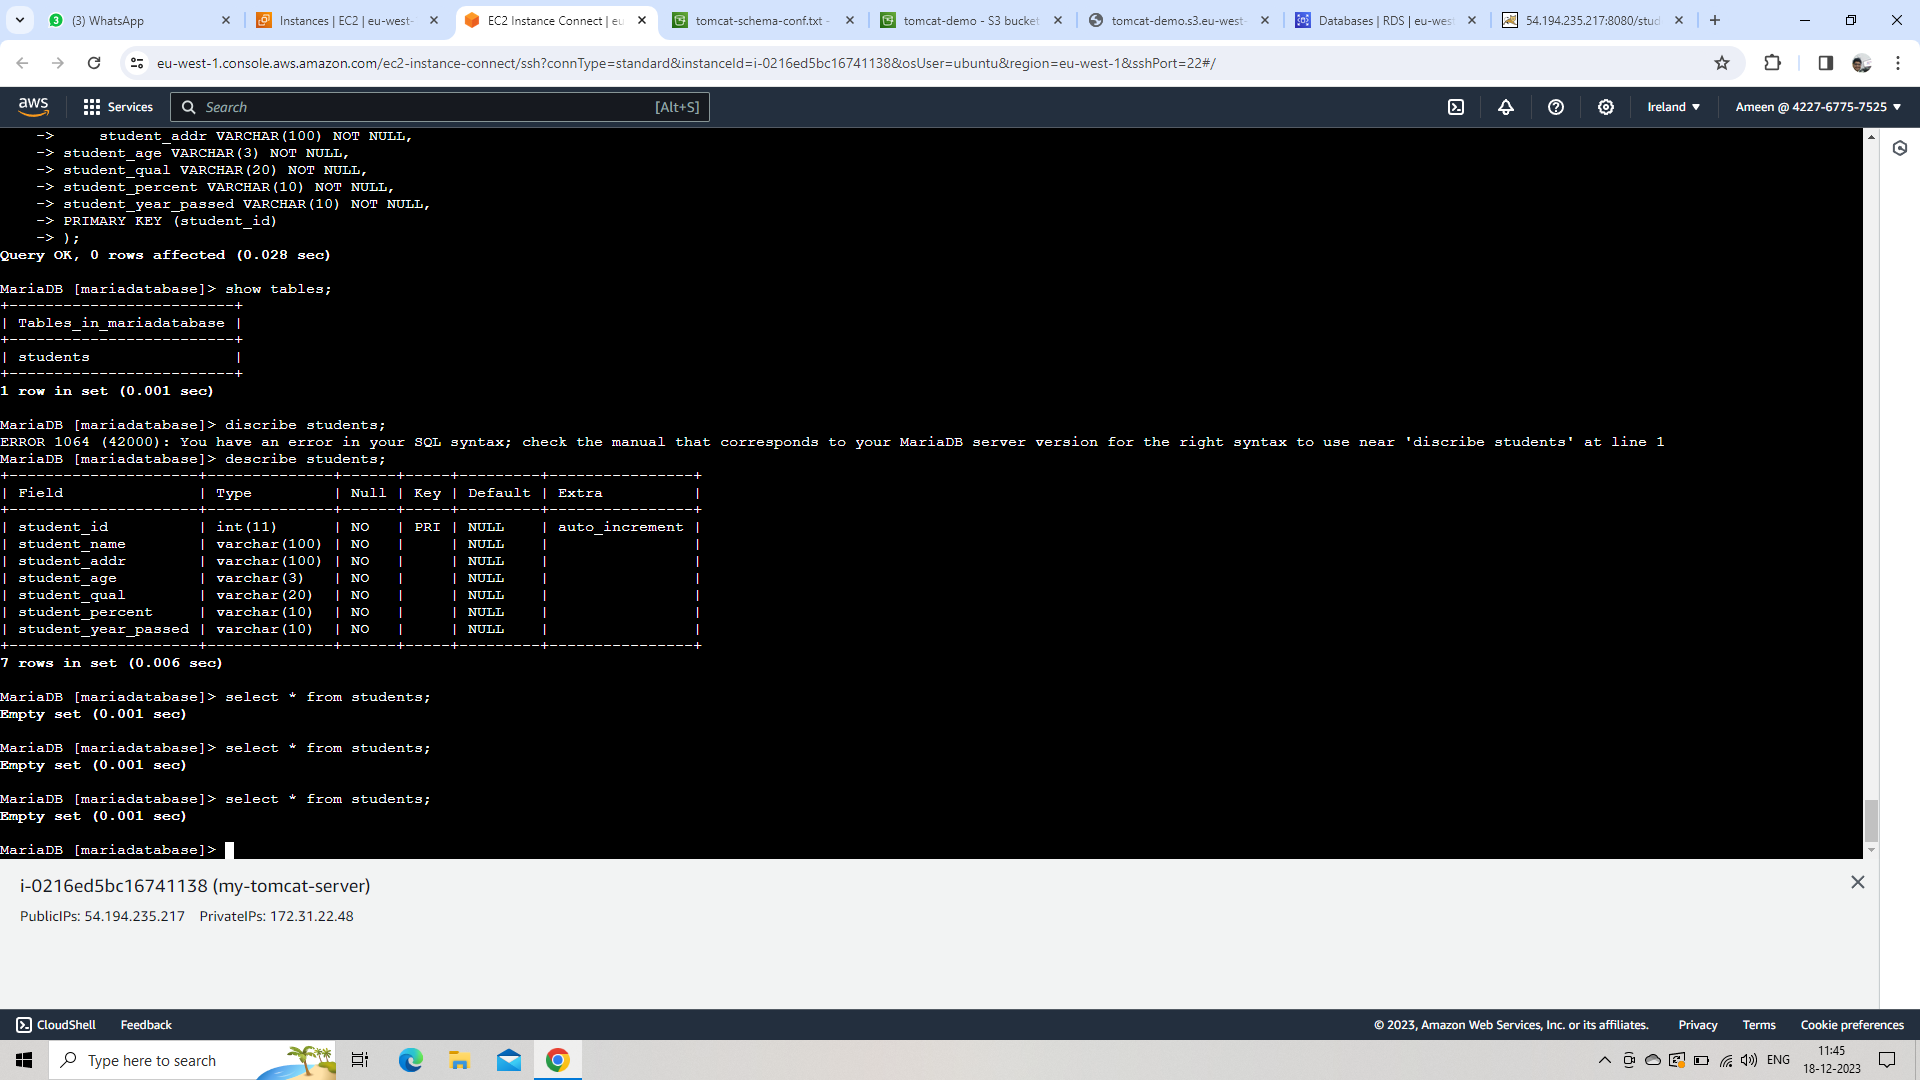 (3) WhatsApp
Instances | EC2 | eu-west-
EC2 Instance Connect | eu
tomcat-schema-conf.txt -
tomcat-demo - S3 bucket
tomcat-demo.s3.eu-west-
Databases | RDS | eu-wes
54.194.235.217:8080/stud
eu-west-1.console.aws.amazon.com/ec2-instance-connect/ssh?connType=standard&instanceId=i-0216ed5bc16741138&osUser=ubuntu&region=eu-west-1&sshPort=22#/
aws Services Search [Alt+S] Ireland Ameen @ 4227-6775-7525
-> student_addr VARCHAR(100) NOT NULL,
-> student_age VARCHAR(3) NOT NULL,
-> student_qual VARCHAR(20) NOT NULL,
-> student_percent VARCHAR(10) NOT NULL,
-> student_year_passed VARCHAR(10) NOT NULL,
-> PRIMARY KEY (student_id)
-> );
Query OK, 0 rows affected (0.028 sec)
MariaDB [mariadatabase]> show tables;
+-------------------------+
| Tables_in_mariadatabase |
+-------------------------+
| students                |
+-------------------------+
1 row in set (0.001 sec)
MariaDB [mariadatabase]> discribe students;
ERROR 1064 (42000): You have an error in your SQL syntax; check the manual that corresponds to your MariaDB server version for the right syntax to use near 'discribe students' at line 1
MariaDB [mariadatabase]> describe students;
+---------------------+--------------+------+-----+---------+----------------+
| Field               | Type         | Null | Key | Default | Extra          |
+---------------------+--------------+------+-----+---------+----------------+
| student_id          | int(11)      | NO   | PRI | NULL    | auto_increment |
| student_name        | varchar(100) | NO   |     | NULL    |                |
| student_addr        | varchar(100) | NO   |     | NULL    |                |
| student_age         | varchar(3)   | NO   |     | NULL    |                |
| student_qual        | varchar(20)  | NO   |     | NULL    |                |
| student_percent     | varchar(10)  | NO   |     | NULL    |                |
| student_year_passed | varchar(10)  | NO   |     | NULL    |                |
+---------------------+--------------+------+-----+---------+----------------+
7 rows in set (0.006 sec)
MariaDB [mariadatabase]> select * from students;
Empty set (0.001 sec)
MariaDB [mariadatabase]> select * from students;
Empty set (0.001 sec)
MariaDB [mariadatabase]> select * from students;
Empty set (0.001 sec)
MariaDB [mariadatabase]>
i-0216ed5bc16741138 (my-tomcat-server)
PublicIPs: 54.194.235.217 PrivateIPs: 172.31.22.48
CloudShell Feedback © 2023, Amazon Web Services, Inc. or its affiliates. Privacy Terms Cookie preferences
Type here to search
ENG
11:45
18-12-2023